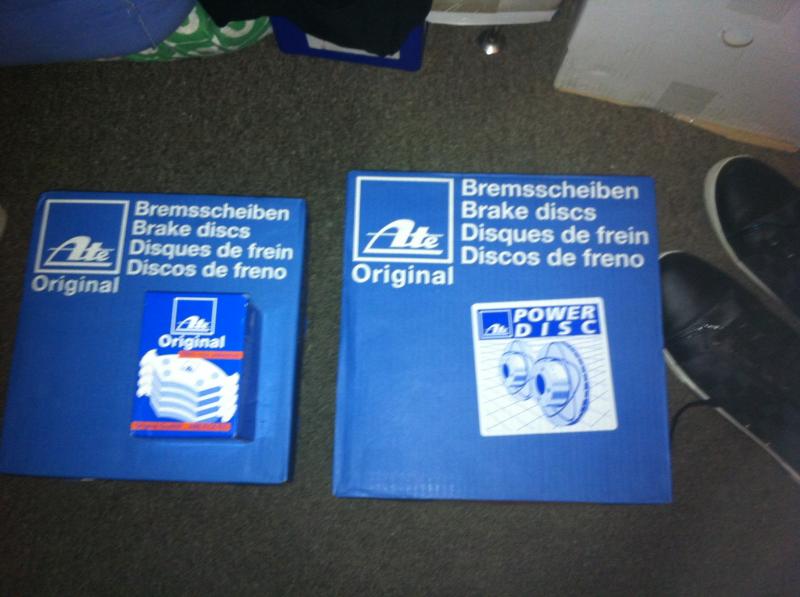 Ate
Original
Bremsscheiben
Brake discs
Disques de frein
Discos de freno
Ate
Original
Ate
Original
Bremsscheiben
Brake discs
Disques de frein
Discos de freno
Ate
POWER
DISC